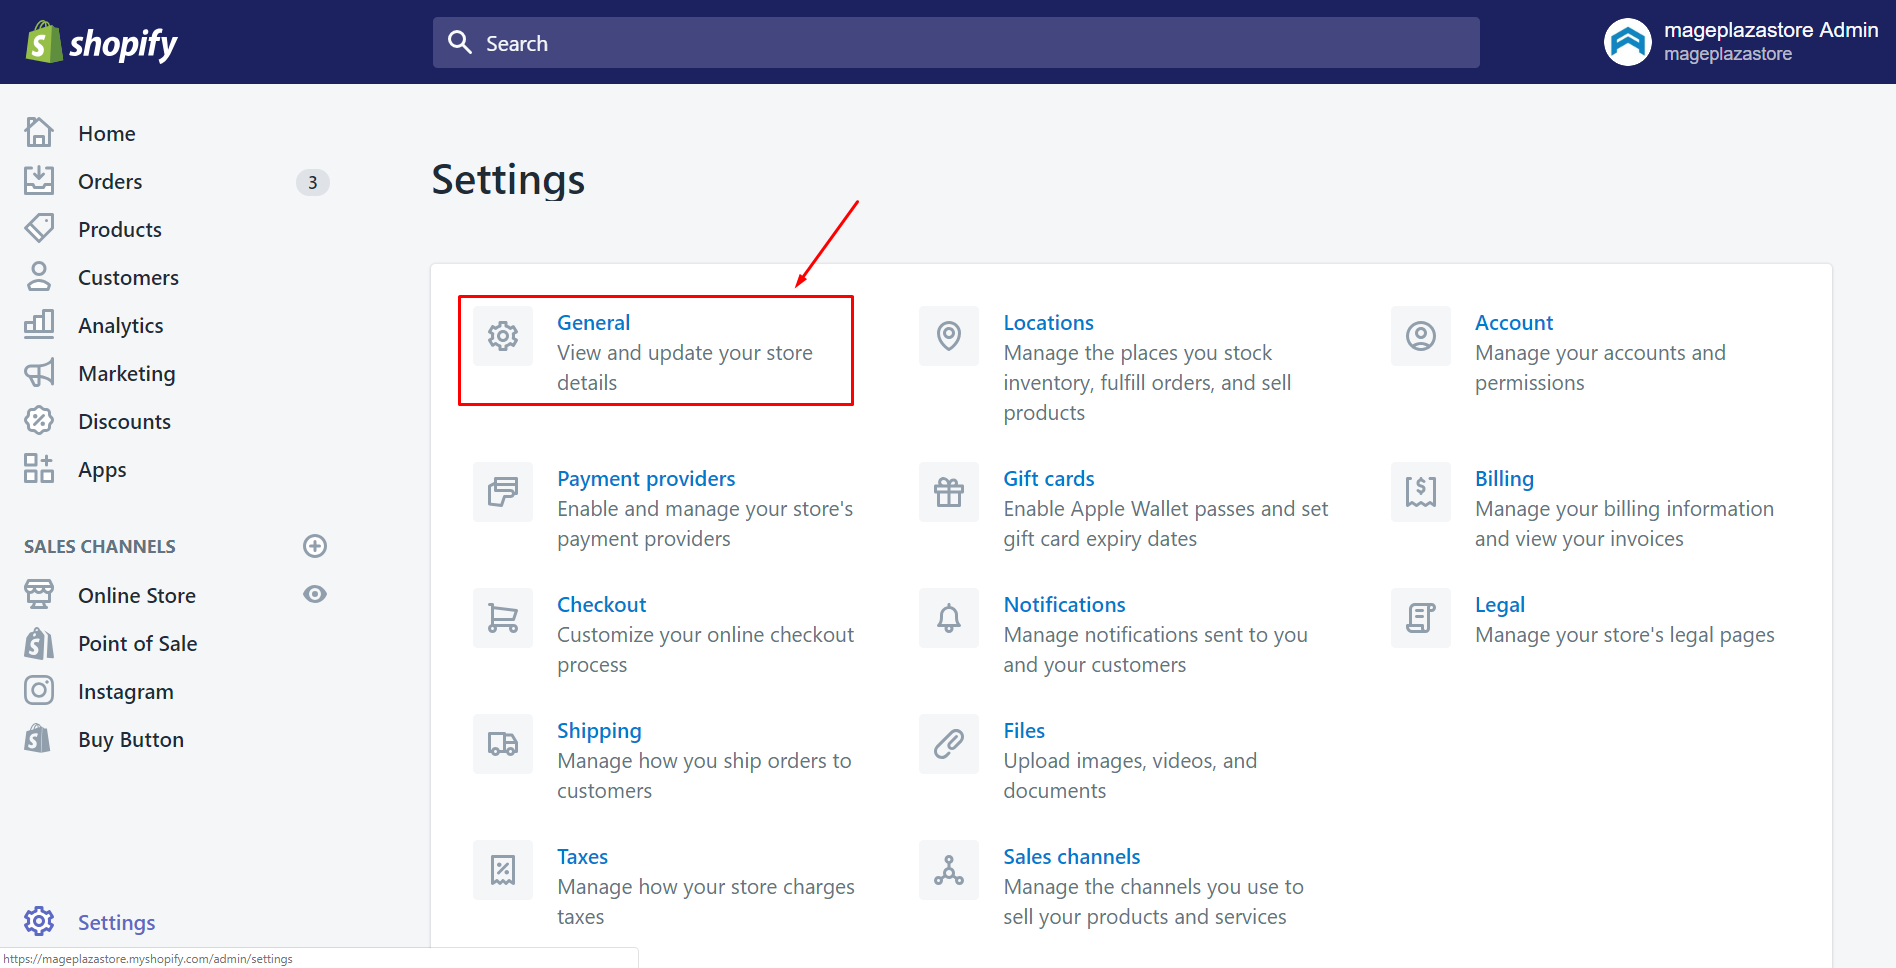 shopify
Search
mageplazastore Admin
mageplazastore
Home
Orders
3
Products
Customers
Analytics
Marketing
Discounts
Apps
SALES CHANNELS
Online Store
Point of Sale
Instagram
Buy Button
Settings
Settings
General
View and update your store
details
Locations
Manage the places you stock
inventory, fulfill orders, and sell
products
Account
Manage your accounts and
permissions
Payment providers
Enable and manage your store's
payment providers
Gift cards
Enable Apple Wallet passes and set
gift card expiry dates
Billing
Manage your billing information
and view your invoices
Checkout
Customize your online checkout
process
Notifications
Manage notifications sent to you
and your customers
Legal
Manage your store's legal pages
Shipping
Manage how you ship orders to
customers
Files
Upload images, videos, and
documents
Taxes
Manage how your store charges
taxes
Sales channels
Manage the channels you use to
sell your products and services
https://mageplazastore.myshopify.com/admin/settings